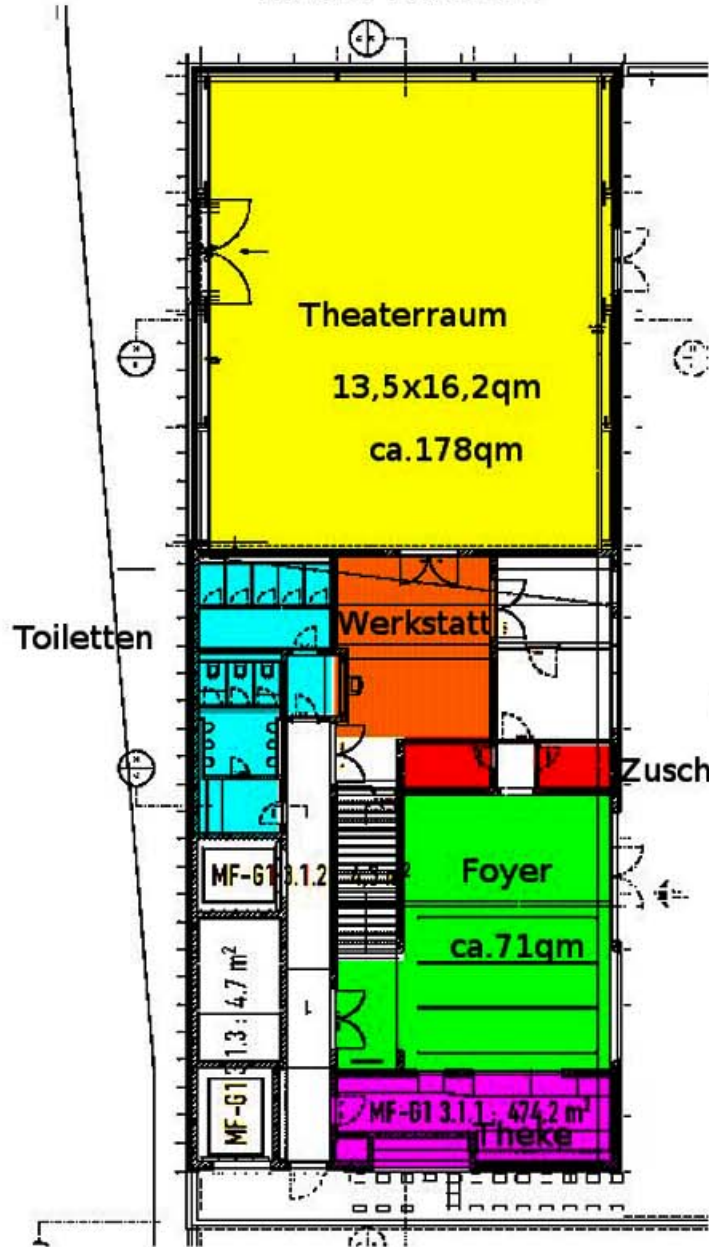 Theaterraum
13,5x16,2qm
ca.178qm
Toiletten
Werkstatt
Zusch
MF-G1 3.1.2
Foyer
ca.71qm
1.3 : 4.7 m²
MF-G1 3
MF-G1 3.1.1 : 474.2 m²
Theke